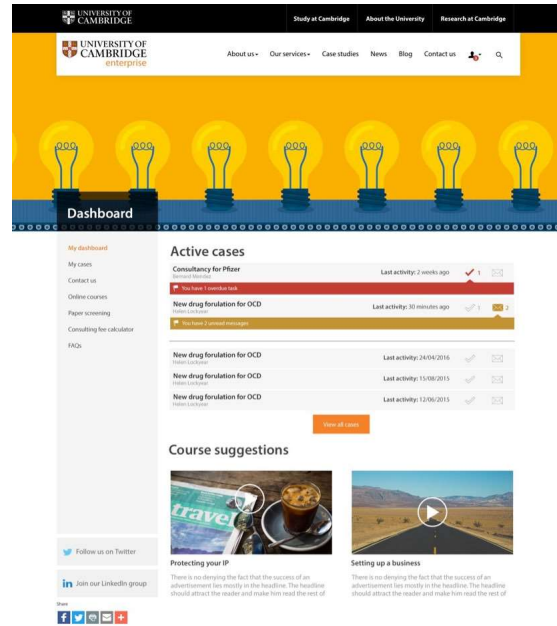 UNIVERSITY OF
CAMBRIDGE
Study at Cambridge
About the University
Research at Cambridge
UNIVERSITY OF
CAMBRIDGE
enterprise
About us
Our services
Case studies
News
Blog
Contact us
Dashboard
My dashboard
My cases
Contact us
Online courses
Paper screening
Consulting fee calculator
FAQs
Active cases
Consultancy for Pfizer
Bernard Mendez
Last activity: 2 weeks ago
1
You have 1 overdue task
New drug forulation for OCD
Helen Lockyear
Last activity: 30 minutes ago
1
2
You have 2 unread messages
New drug forulation for OCD
Helen Lockyear
Last activity: 24/04/2016
New drug forulation for OCD
Helen Lockyear
Last activity: 15/08/2015
New drug forulation for OCD
Helen Lockyear
Last activity: 12/06/2015
View all cases
Course suggestions
travel
Protecting your IP
There is no denying the fact that the success of an
advertisement lies mostly in the headline. The headline
should attract the reader and make him read the rest of
Setting up a business
There is no denying the fact that the success of an
advertisement lies mostly in the headline. The headline
should attract the reader and make him read the rest of
Follow us on Twitter
in Join our LinkedIn group
Share